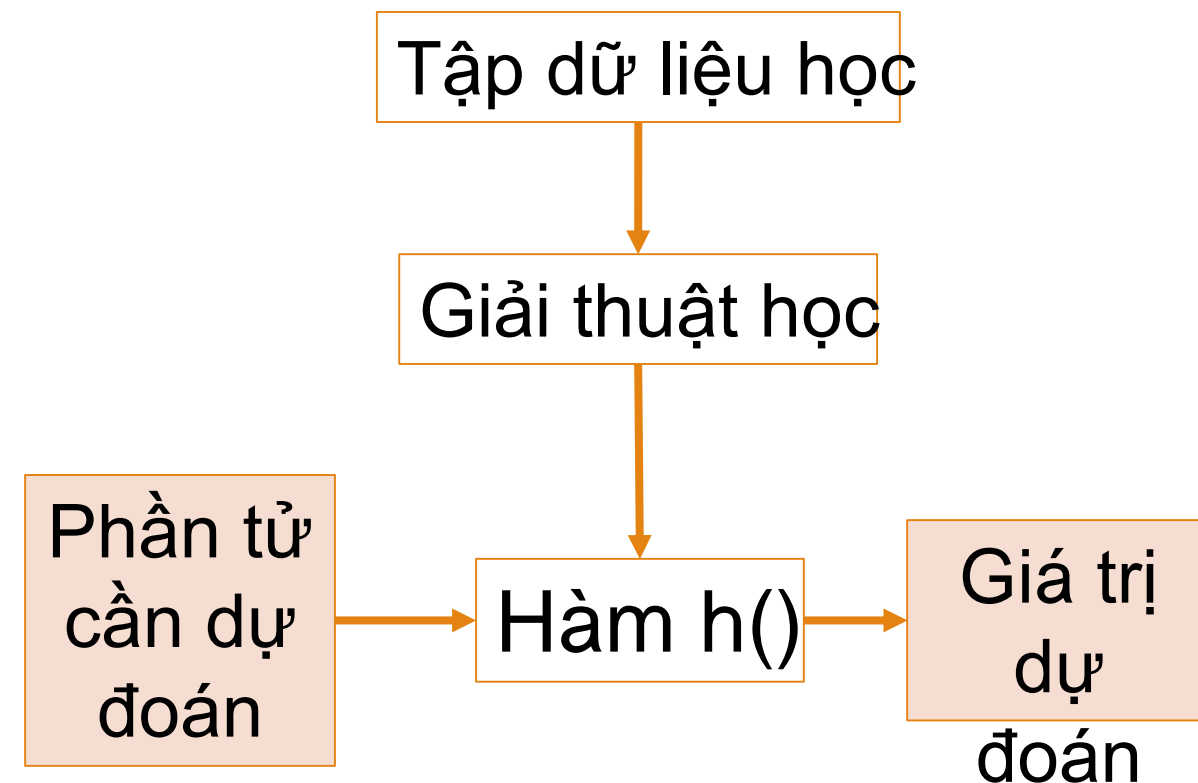 Tập dữ liệu học
Giải thuật học
Phần tử
cần dự
đoán
Hàm h()
Giá trị
dự
đoán